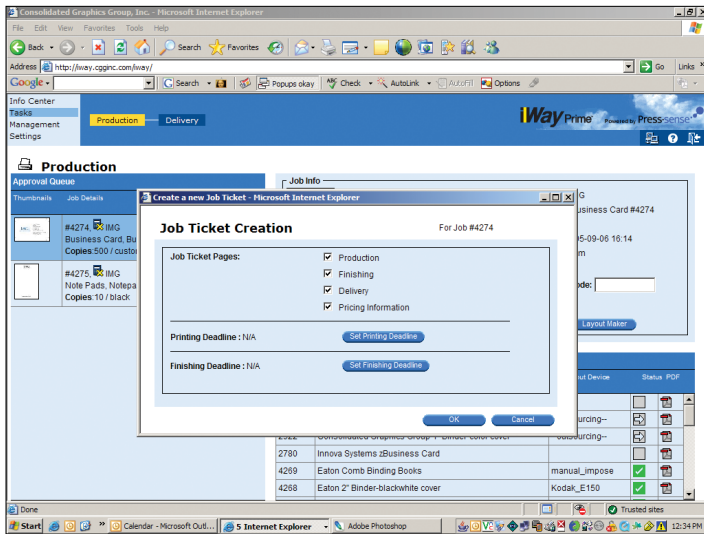 Consolidated Graphics Group, Inc. - Microsoft Internet Explorer
File Edit View Favorites Tools Help
Back Search Favorites
Address http://iway.cgginc.com/iway/ Go Links »
Google Search Popups okay Check AutoLink AutoFill Options
Info Center
Tasks
Management
Settings
Production Delivery
iWay Prime Powered by Press-sense
Production
Approval Queue
Thumbnails Job Details
#4274, IMG
Business Card, Bu
Copies:500 / custo
#4275, IMG
Note Pads, Notepa
Copies:10 / black
Job Info
G
usiness Card #4274
05-09-06 16:14
m
ode:
Layout Maker
Create a new Job Ticket - Microsoft Internet Explorer
Job Ticket Creation For Job #4274
Job Ticket Pages: Production
Finishing
Delivery
Pricing Information
Printing Deadline : N/A Set Printing Deadline
Finishing Deadline : N/A Set Finishing Deadline
OK Cancel
out Device Status PDF
ourcing--
2922 Consolidated Graphics Group 1" Binder color cover --outsourcing--
2780 Innova Systems zBusiness Card
4269 Eaton Comb Binding Books manual_impose
4268 Eaton 2" Binder-blackwhite cover Kodak_E150
Done Trusted sites
Start » Calendar - Microsoft Outl... 5 Internet Explorer Adobe Photoshop 12:34 PM